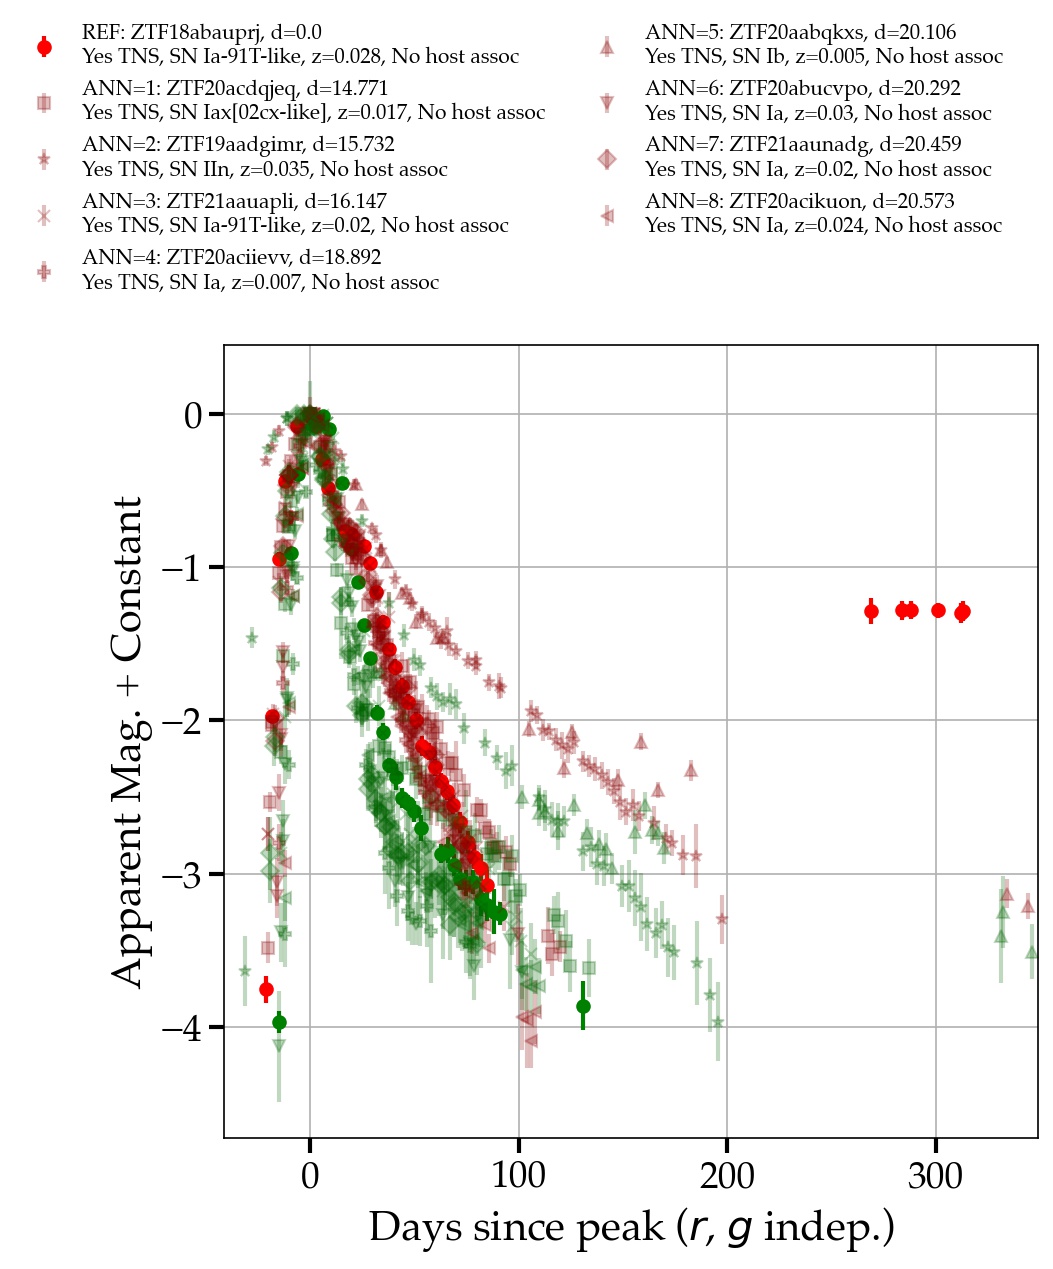 REF: ZTF18abauprj, d=0.0
Yes TNS, SN Ia-91T-like, z=0.028, No host assoc
ANN=1: ZTF20acdqjeq, d=14.771
Yes TNS, SN Iax[02cx-like], z=0.017, No host assoc
ANN=2: ZTF19aadgimr, d=15.732
Yes TNS, SN IIn, z=0.035, No host assoc
ANN=3: ZTF21aauapli, d=16.147
Yes TNS, SN Ia-91T-like, z=0.02, No host assoc
ANN=4: ZTF20aciievv, d=18.892
Yes TNS, SN Ia, z=0.007, No host assoc
ANN=5: ZTF20aabqkxs, d=20.106
Yes TNS, SN Ib, z=0.005, No host assoc
ANN=6: ZTF20abucvpo, d=20.292
Yes TNS, SN Ia, z=0.03, No host assoc
ANN=7: ZTF21aaunadg, d=20.459
Yes TNS, SN Ia, z=0.02, No host assoc
ANN=8: ZTF20acikuon, d=20.573
Yes TNS, SN Ia, z=0.024, No host assoc
Apparent Mag. + Constant
0
−1
−2
−3
−4
0 100 200 300
Days since peak (r, g indep.)